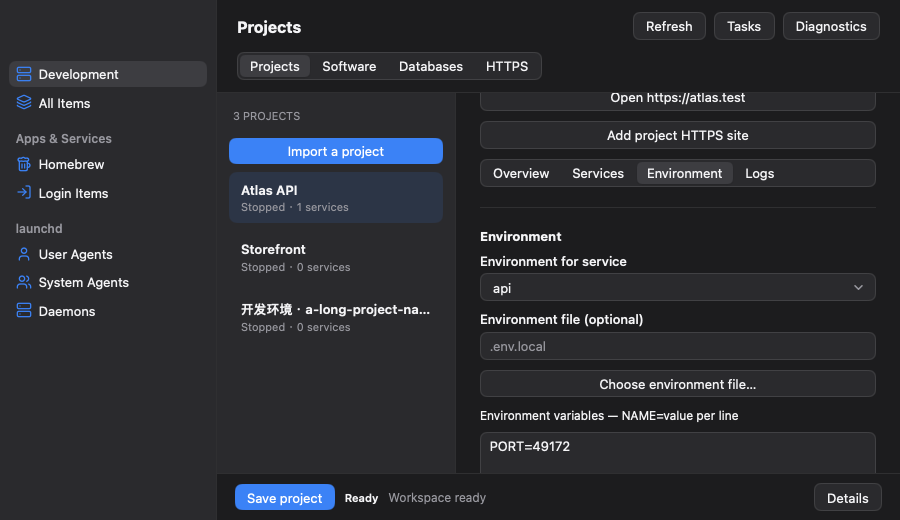 Development
All Items
Apps & Services
Homebrew
Login Items
launchd
User Agents
System Agents
Daemons
Projects
Refresh
Tasks
Diagnostics
Projects
Software
Databases
HTTPS
3 PROJECTS
Import a project
Atlas API
Stopped · 1 services
Storefront
Stopped · 0 services
开发环境 · a-long-project-na...
Stopped · 0 services
Open https://atlas.test
Add project HTTPS site
Overview
Services
Environment
Logs
Environment
Environment for service
api
Environment file (optional)
.env.local
Choose environment file...
Environment variables — NAME=value per line
PORT=49172
Save project
Ready
Workspace ready
Details